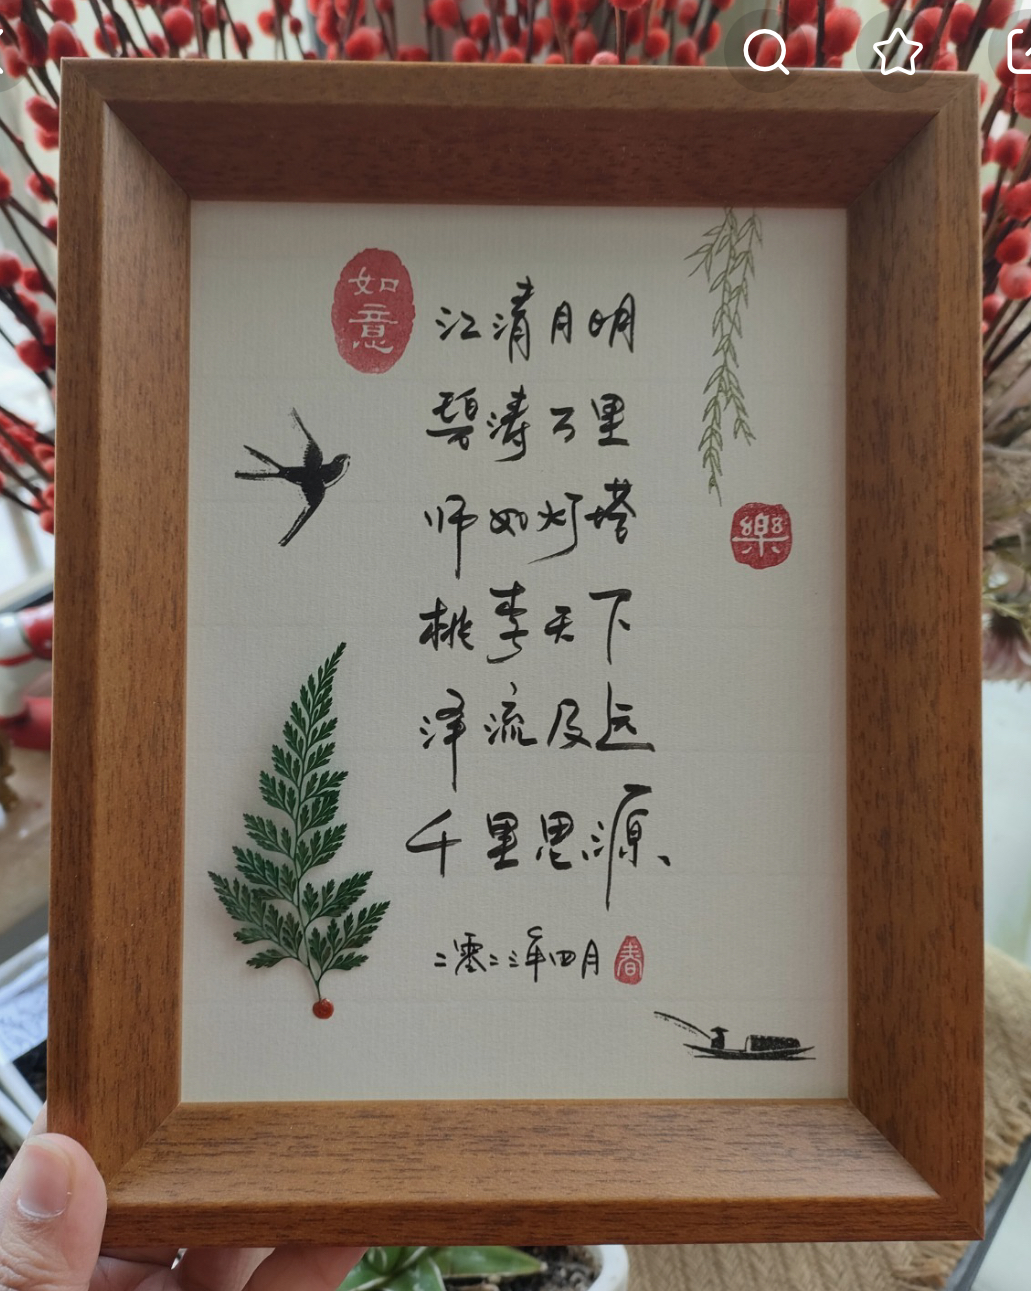 如意
江清月明
碧涛万里
师如灯塔
樂
桃李天下
泽流及远
千里思源、
二零二三年四月
春